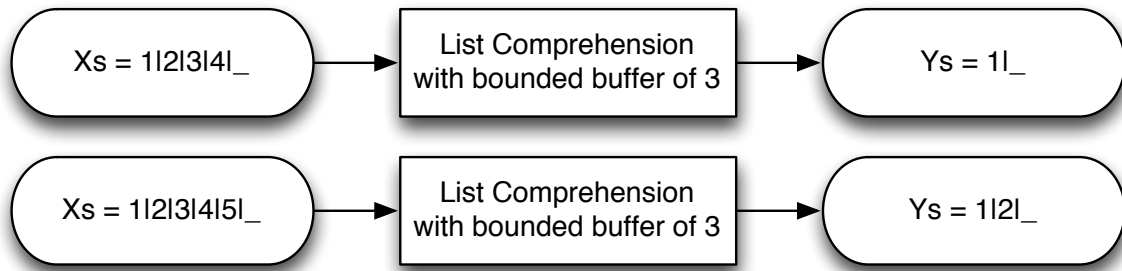 Xs = 1|2|3|4|_
List Comprehension
with bounded buffer of 3
Ys = 1|_
Xs = 1|2|3|4|5|_
List Comprehension
with bounded buffer of 3
Ys = 1|2|_